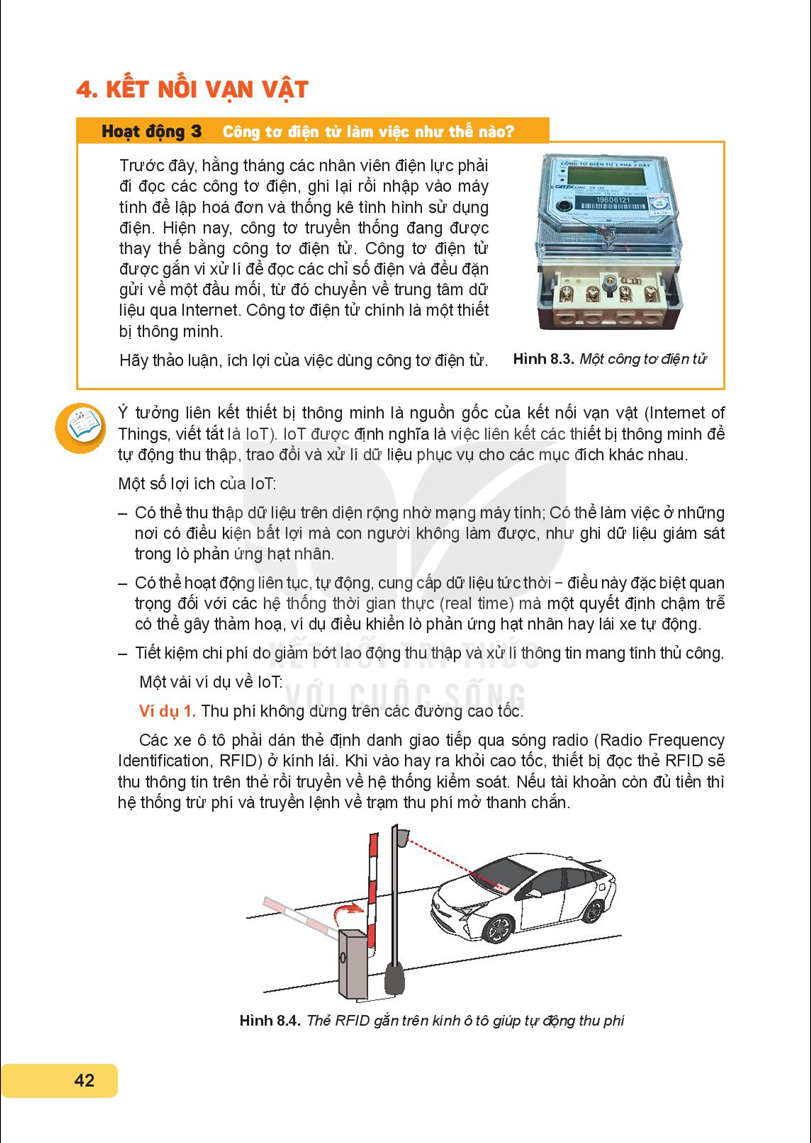 4. KẾT NỐI VẠN VẬT
Hoạt động 3 Công tơ điện tử làm việc như thế nào?
Trước đây, hằng tháng các nhân viên điện lực phải
đi đọc các công tơ điện, ghi lại rồi nhập vào máy
tính để lập hoá đơn và thống kê tình hình sử dụng
điện. Hiện nay, công tơ truyền thống đang được
thay thế bằng công tơ điện tử. Công tơ điện tử
được gắn vi xử lí để đọc các chỉ số điện và đều đặn
gửi về một đầu mối, từ đó chuyển về trung tâm dữ
liệu qua Internet. Công tơ điện tử chính là một thiết
bị thông minh.
Hãy thảo luận, ích lợi của việc dùng công tơ điện tử.
CÔNG TƠ ĐIỆN TỬ 1 PHA 2 DÂY
19606121
Hình 8.3. Một công tơ điện tử
Ý tưởng liên kết thiết bị thông minh là nguồn gốc của kết nối vạn vật (Internet of
Things, viết tắt là IoT). IoT được định nghĩa là việc liên kết các thiết bị thông minh để
tự động thu thập, trao đổi và xử lí dữ liệu phục vụ cho các mục đích khác nhau.
Một số lợi ích của IoT:
– Có thể thu thập dữ liệu trên diện rộng nhờ mạng máy tính; Có thể làm việc ở những
nơi có điều kiện bất lợi mà con người không làm được, như ghi dữ liệu giám sát
trong lò phản ứng hạt nhân.
– Có thể hoạt động liên tục, tự động, cung cấp dữ liệu tức thời – điều này đặc biệt quan
trọng đối với các hệ thống thời gian thực (real time) mà một quyết định chậm trễ
có thể gây thảm hoạ, ví dụ điều khiển lò phản ứng hạt nhân hay lái xe tự động.
– Tiết kiệm chi phí do giảm bớt lao động thu thập và xử lí thông tin mang tính thủ công.
KẾT NỐI TRI THỨC
VỚI CUỘC SỐNG
Một vài ví dụ về IoT:
Ví dụ 1. Thu phí không dừng trên các đường cao tốc.
Các xe ô tô phải dán thẻ định danh giao tiếp qua sóng radio (Radio Frequency
Identification, RFID) ở kính lái. Khi vào hay ra khỏi cao tốc, thiết bị đọc thẻ RFID sẽ
thu thông tin trên thẻ rồi truyền về hệ thống kiểm soát. Nếu tài khoản còn đủ tiền thì
hệ thống trừ phí và truyền lệnh về trạm thu phí mở thanh chắn.
Hình 8.4. Thẻ RFID gắn trên kính ô tô giúp tự động thu phí
42